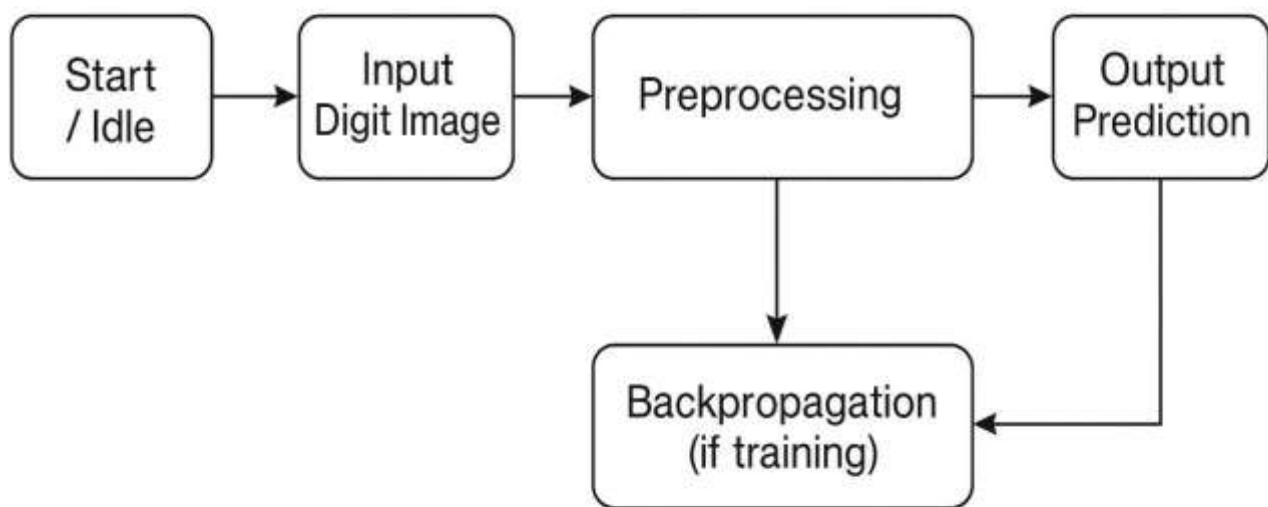 Start
/ Idle
Input
Digit Image
Preprocessing
Output
Prediction
Backpropagation
(if training)